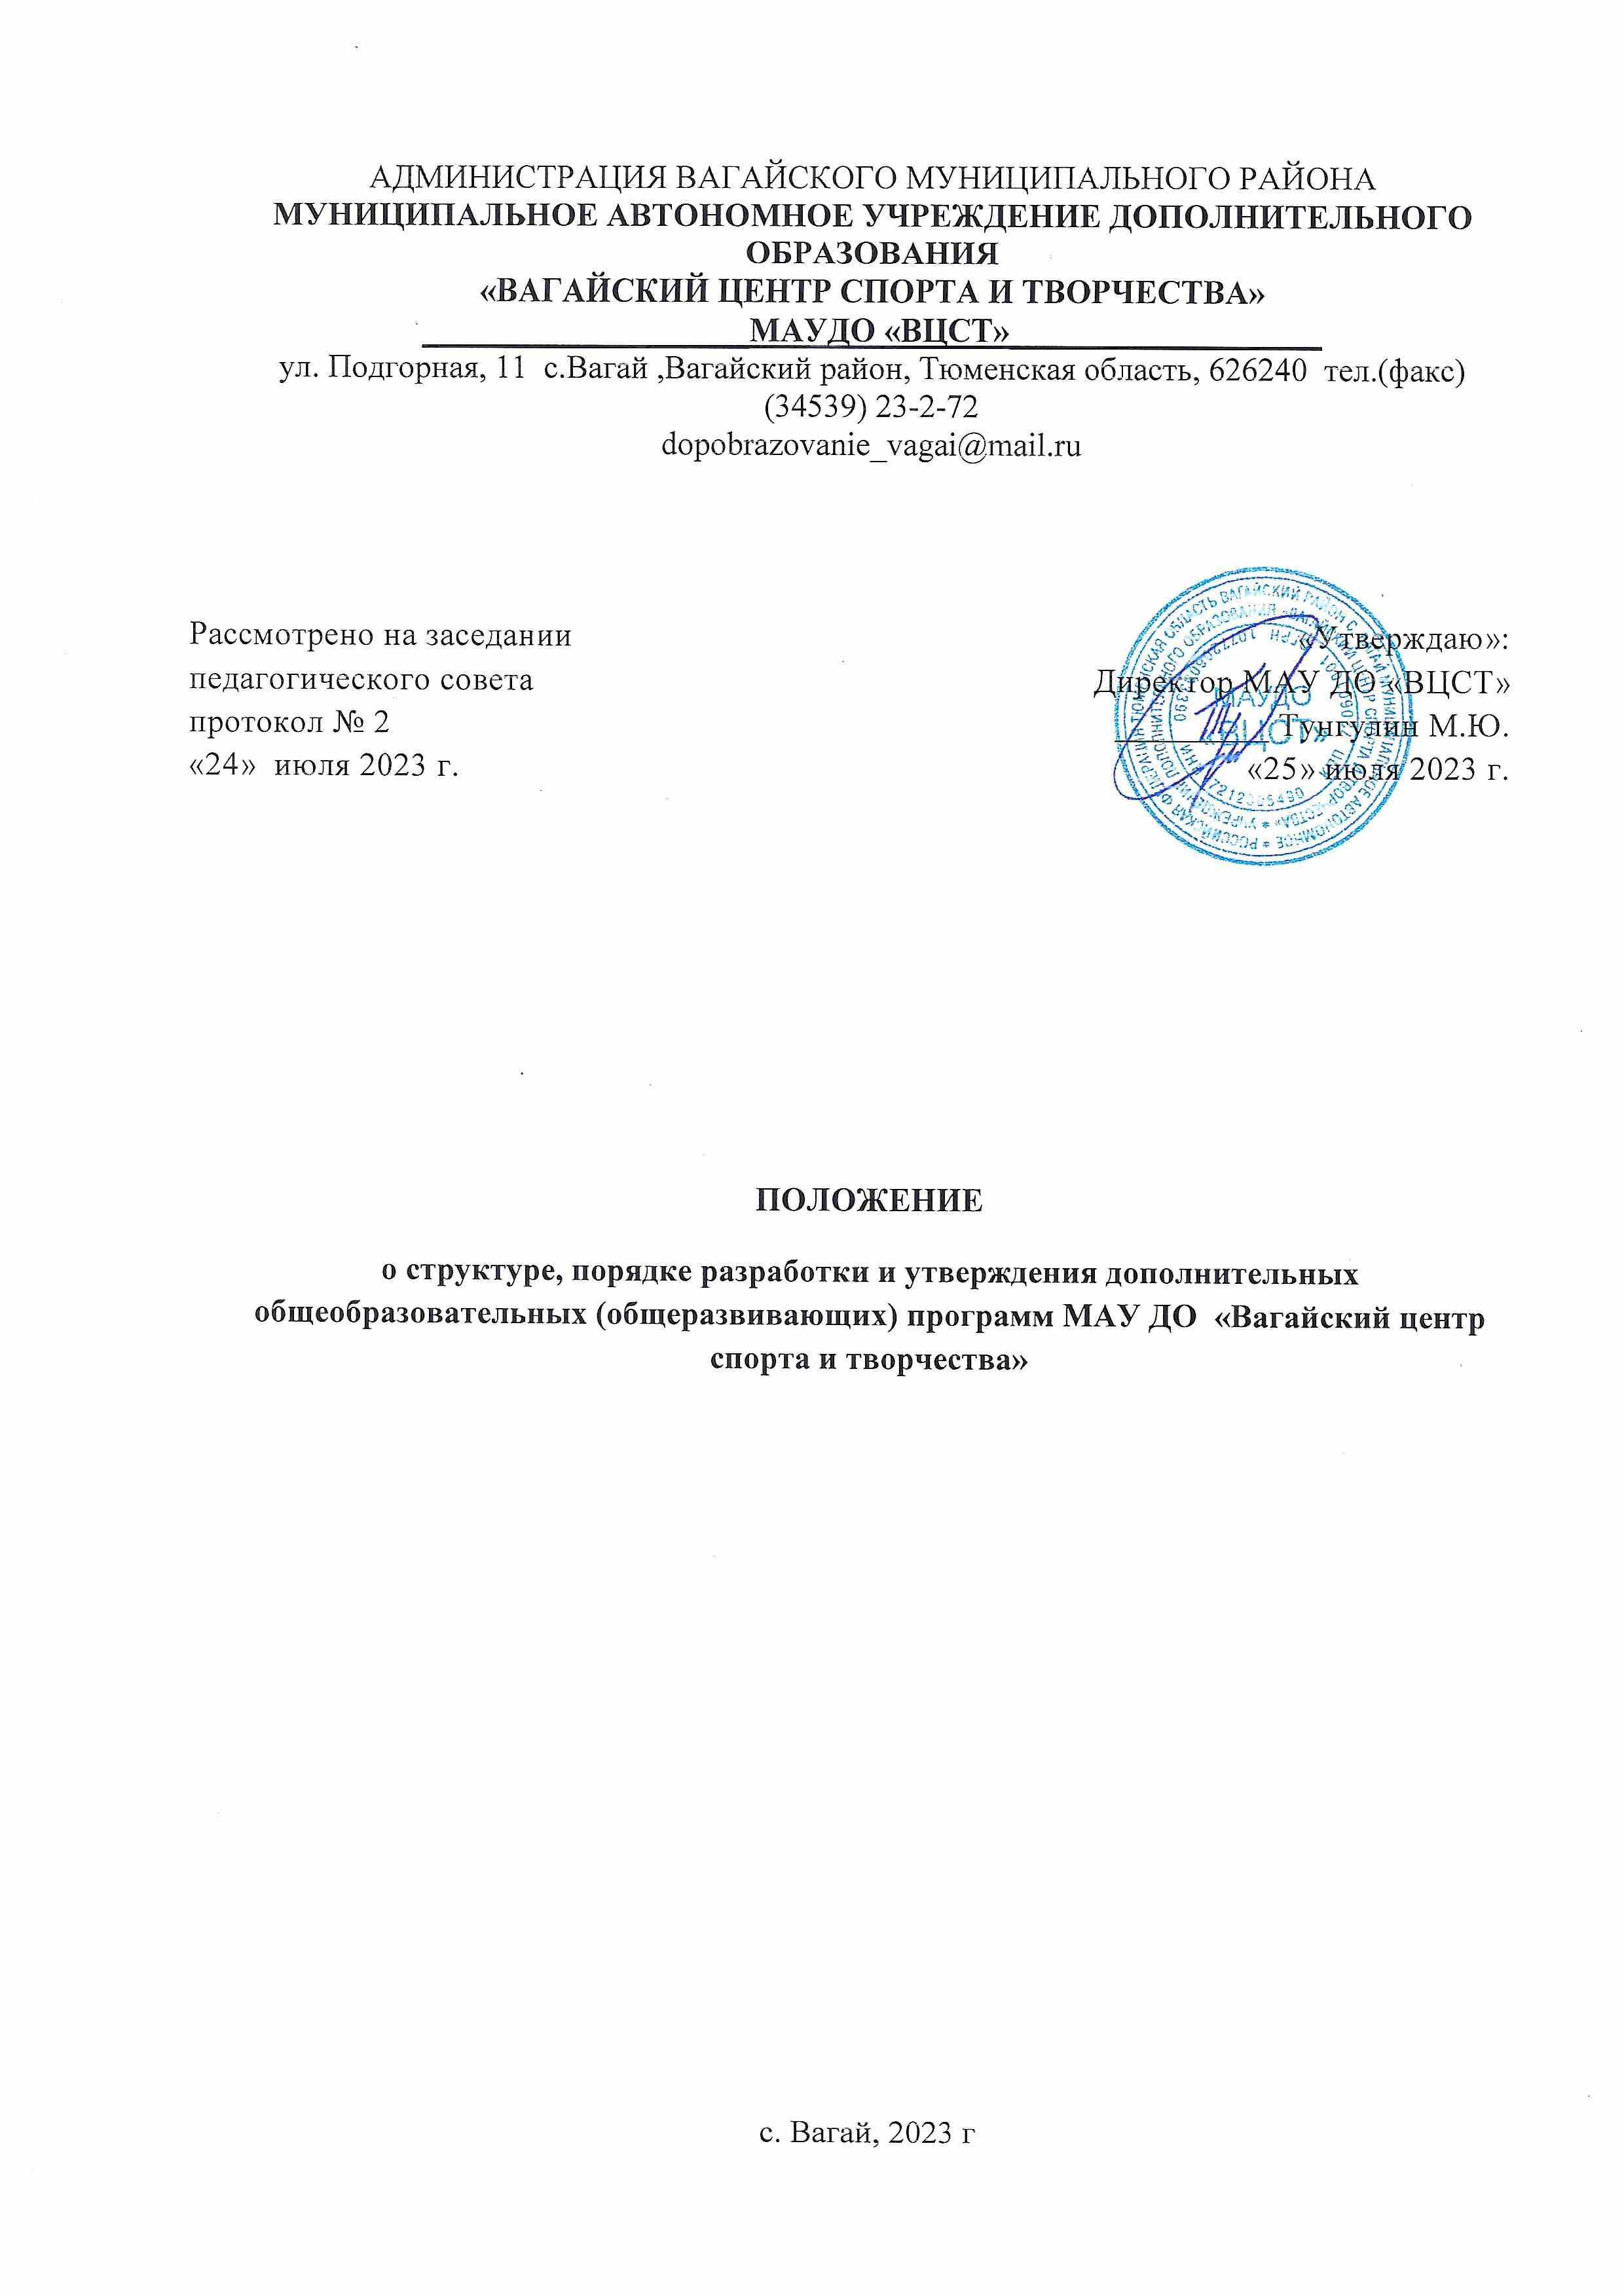 АДМИНИСТРАЦИЯ ВАГАЙСКОГО МУНИЦИПАЛЬНОГО РАЙОНА
МУНИЦИПАЛЬНОЕ АВТОНОМНОЕ УЧРЕЖДЕНИЕ ДОПОЛНИТЕЛЬНОГО
ОБРАЗОВАНИЯ
«ВАГАЙСКИЙ ЦЕНТР СПОРТА И ТВОРЧЕСТВА»
МАУДО «ВЦСТ»
ул. Подгорная, 11 с.Вагай ,Вагайский район, Тюменская область, 626240 тел.(факс)
(34539) 23-2-72
dopobrazovanie_vagai@mail.ru
Рассмотрено на заседании
педагогического совета
протокол № 2
«24» июля 2023 г.
«Утверждаю»:
Директор МАУ ДО «ВЦСТ»
Тунгулин М.Ю.
«25» июля 2023 г.
МАУДО
«ВЦСТ»
ПОЛОЖЕНИЕ
о структуре, порядке разработки и утверждения дополнительных
общеобразовательных (общеразвивающих) программ МАУ ДО «Вагайский центр
спорта и творчества»
с. Вагай, 2023 г